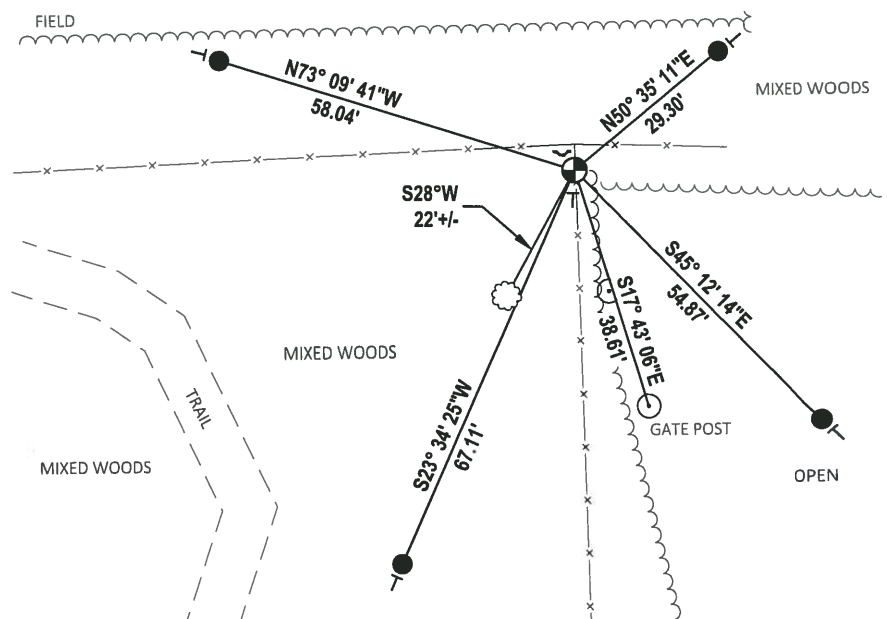 FIELD
N73° 09' 41"W
58.04'
N50° 35' 11"E
29.30'
MIXED WOODS
S28°W
22'+/-
S45° 12' 14"E
54.87'
S17° 43' 06"E
38.61'
MIXED WOODS
TRAIL
S23° 34' 25"W
67.11'
GATE POST
MIXED WOODS
OPEN